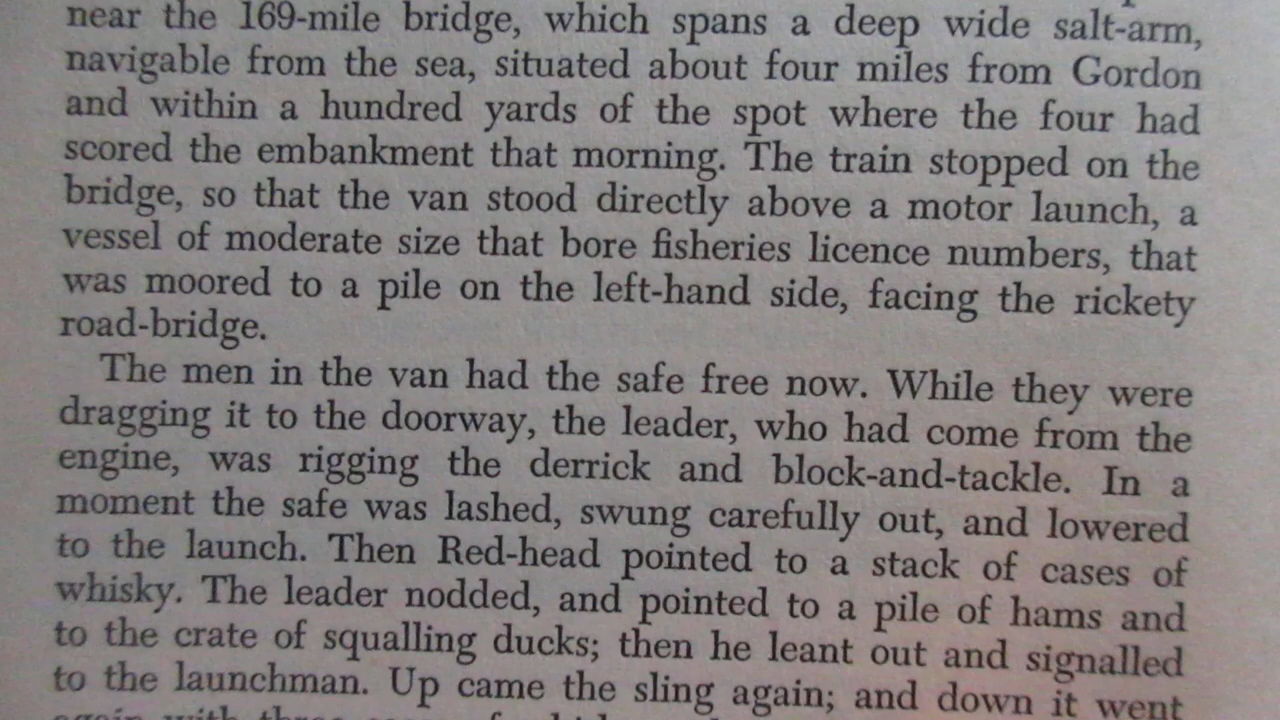 near the 169-mile bridge, which spans a deep wide salt-arm,
navigable from the sea, situated about four miles from Gordon
and within a hundred yards of the spot where the four had
scored the embankment that morning. The train stopped on the
bridge, so that the van stood directly above a motor launch, a
vessel of moderate size that bore fisheries licence numbers, that
was moored to a pile on the left-hand side, facing the rickety
road-bridge.
The men in the van had the safe free now. While they were
dragging it to the doorway, the leader, who had come from the
engine, was rigging the derrick and block-and-tackle. In a
moment the safe was lashed, swung carefully out, and lowered
to the launch. Then Red-head pointed to a stack of cases of
whisky. The leader nodded, and pointed to a pile of hams and
to the crate of squalling ducks; then he leant out and signalled
to the launchman. Up came the sling again; and down it went
again with three